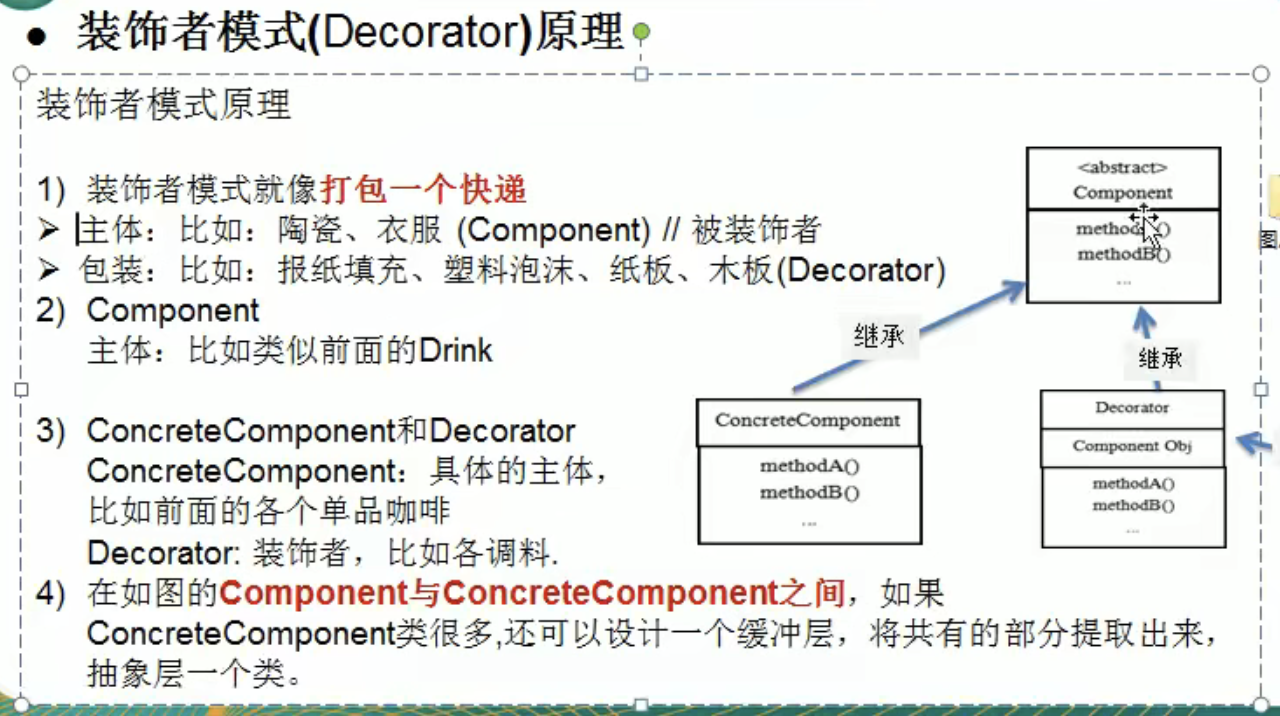 ● 装饰者模式(Decorator)原理
装饰者模式原理
1) 装饰者模式就像打包一个快递
➢ 主体：比如：陶瓷、衣服 (Component) // 被装饰者
➢ 包装：比如：报纸填充、塑料泡沫、纸板、木板(Decorator)
2) Component
主体：比如类似前面的Drink
3) ConcreteComponent和Decorator
ConcreteComponent：具体的主体，
比如前面的各个单品咖啡
Decorator: 装饰者，比如各调料.
4) 在如图的Component与ConcreteComponent之间，如果
ConcreteComponent类很多,还可以设计一个缓冲层，将共有的部分提取出来，
抽象层一个类。
<abstract>
Component
methodB()
...
继承
继承
ConcreteComponent
methodA()
methodB()
...
Decorator
Component Obj
methodA()
methodB()
...